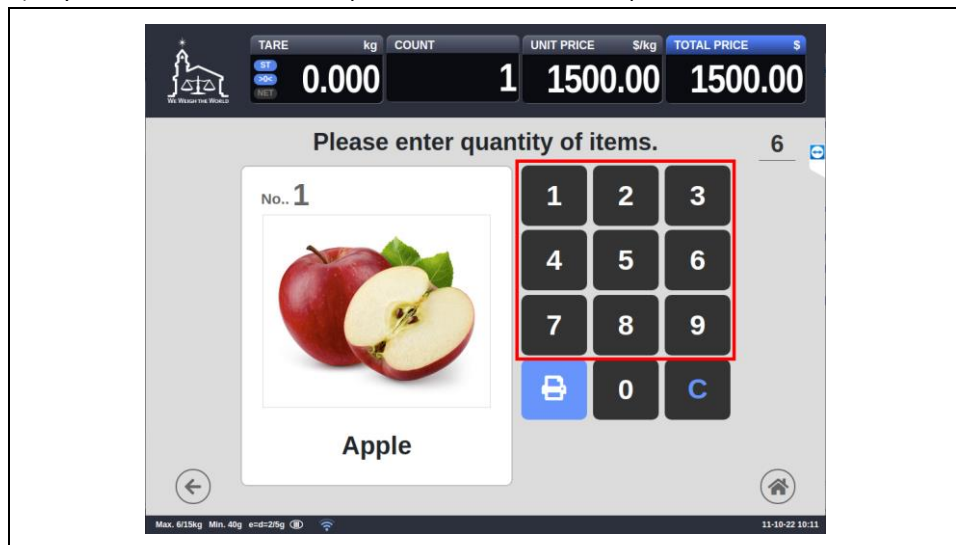 TARE kg COUNT UNIT PRICE $/kg TOTAL PRICE $
ST
>0<
NET
0.000 1 1500.00 1500.00
WE WEIGH THE WORLD
Please enter quantity of items. 6
No.. 1
1 2 3
4 5 6
7 8 9
0 C
Apple
Max. 6/15kg Min. 40g e=d=2/5g 11-10-22 10:11